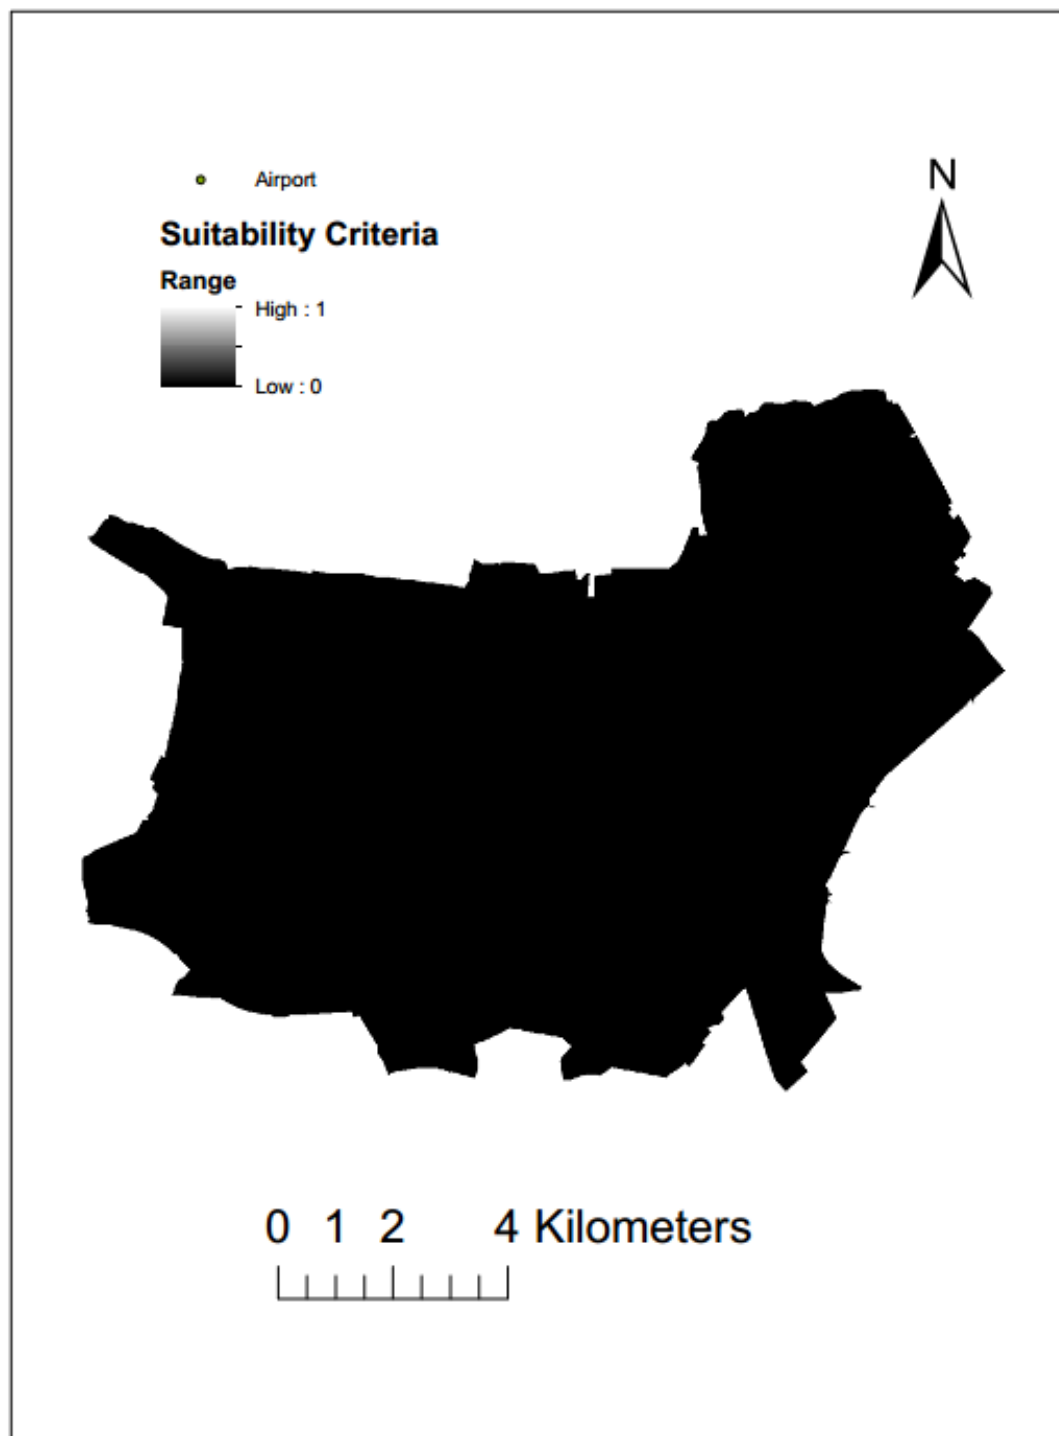 Airport
N
Suitability Criteria
Range
High : 1
Low : 0
0 1 2 4 Kilometers